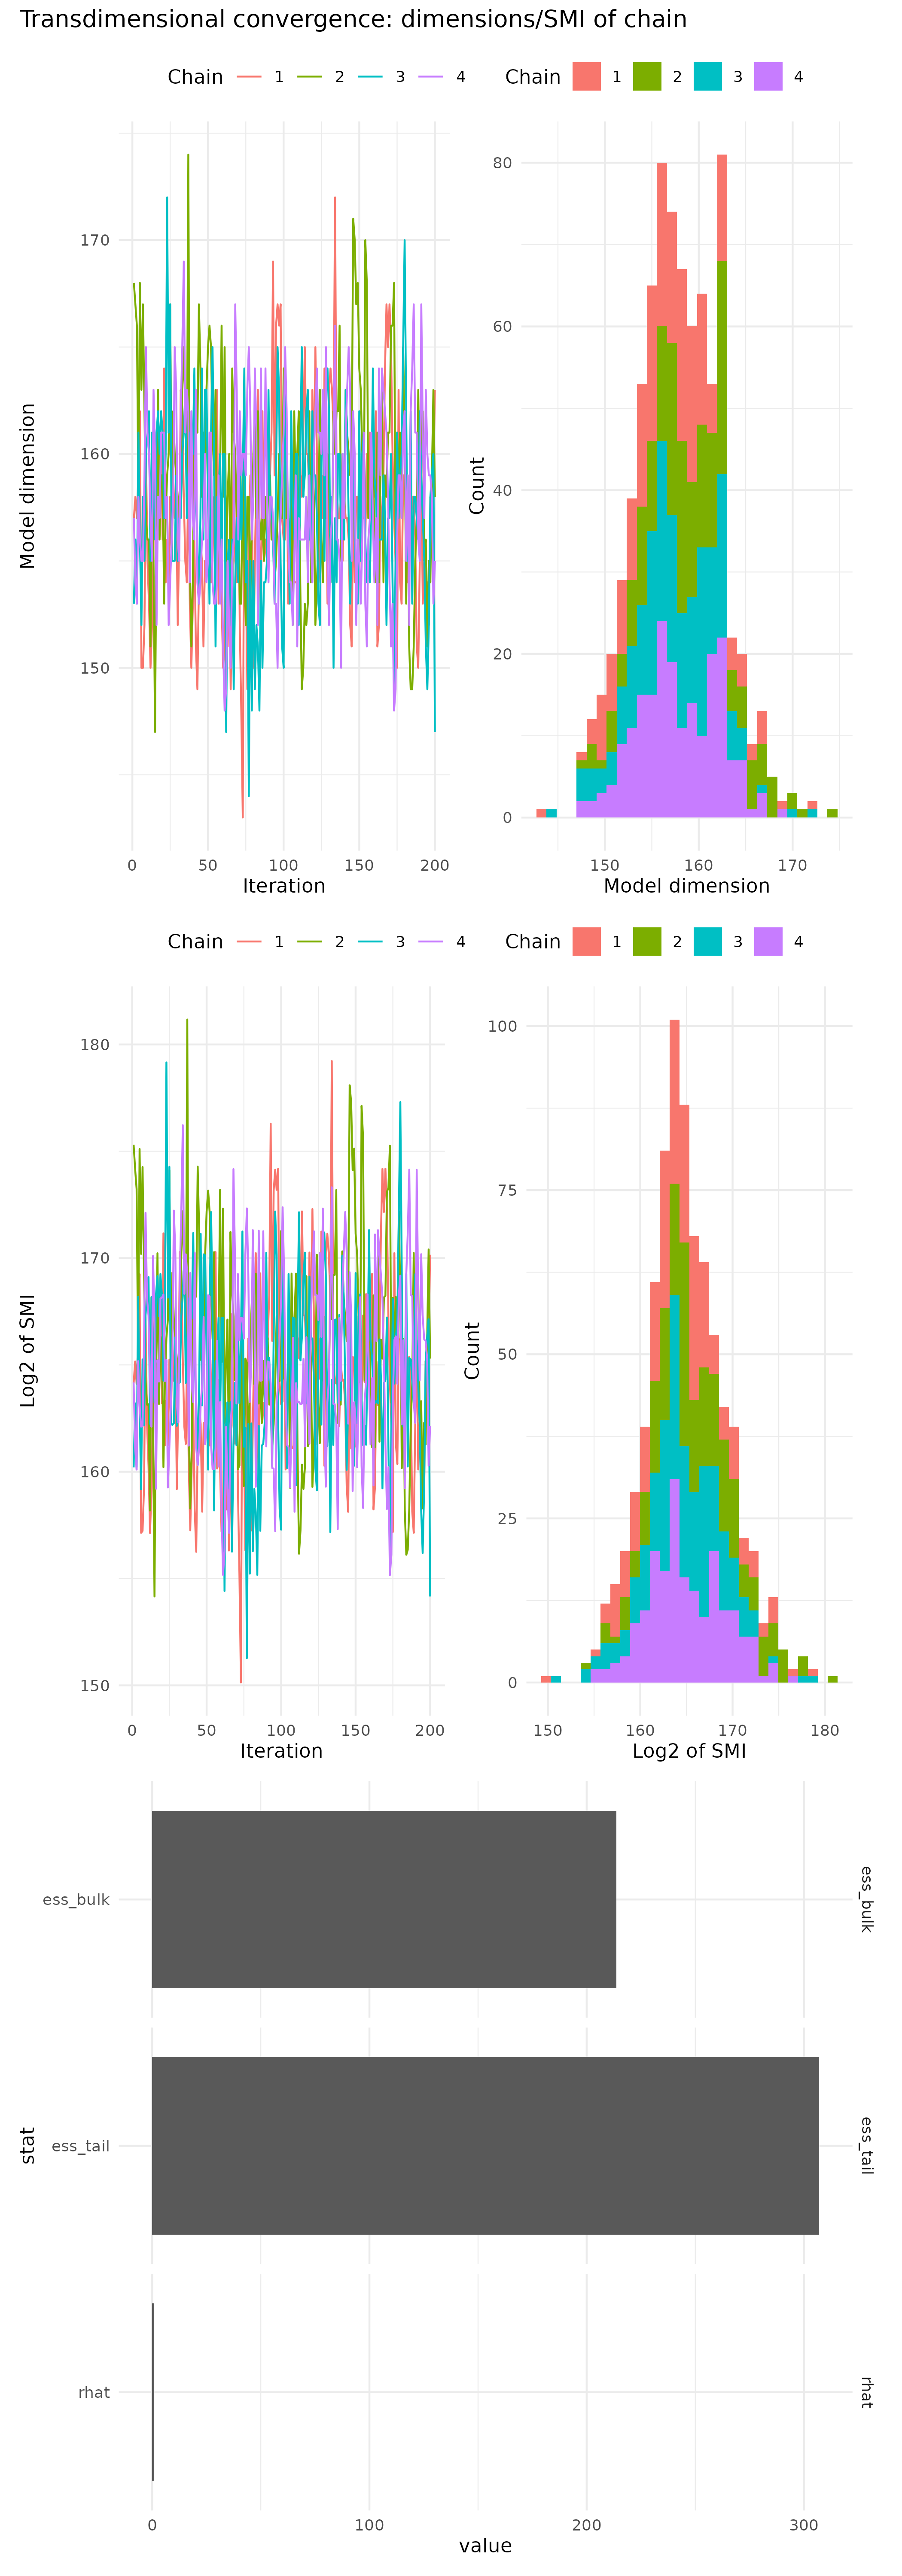 Transdimensional convergence: dimensions/SMI of chain
Chain 1 2 3 4
Chain 1 2 3 4
Model dimension
170
160
150
0 50 100 150 200
Iteration
Count
80
60
40
20
0
150 160 170
Model dimension
Chain 1 2 3 4
Chain 1 2 3 4
Log2 of SMI
180
170
160
150
0 50 100 150 200
Iteration
Count
100
75
50
25
0
150 160 170 180
Log2 of SMI
stat
ess_bulk
ess_bulk
ess_tail
ess_tail
rhat
rhat
0 100 200 300
value